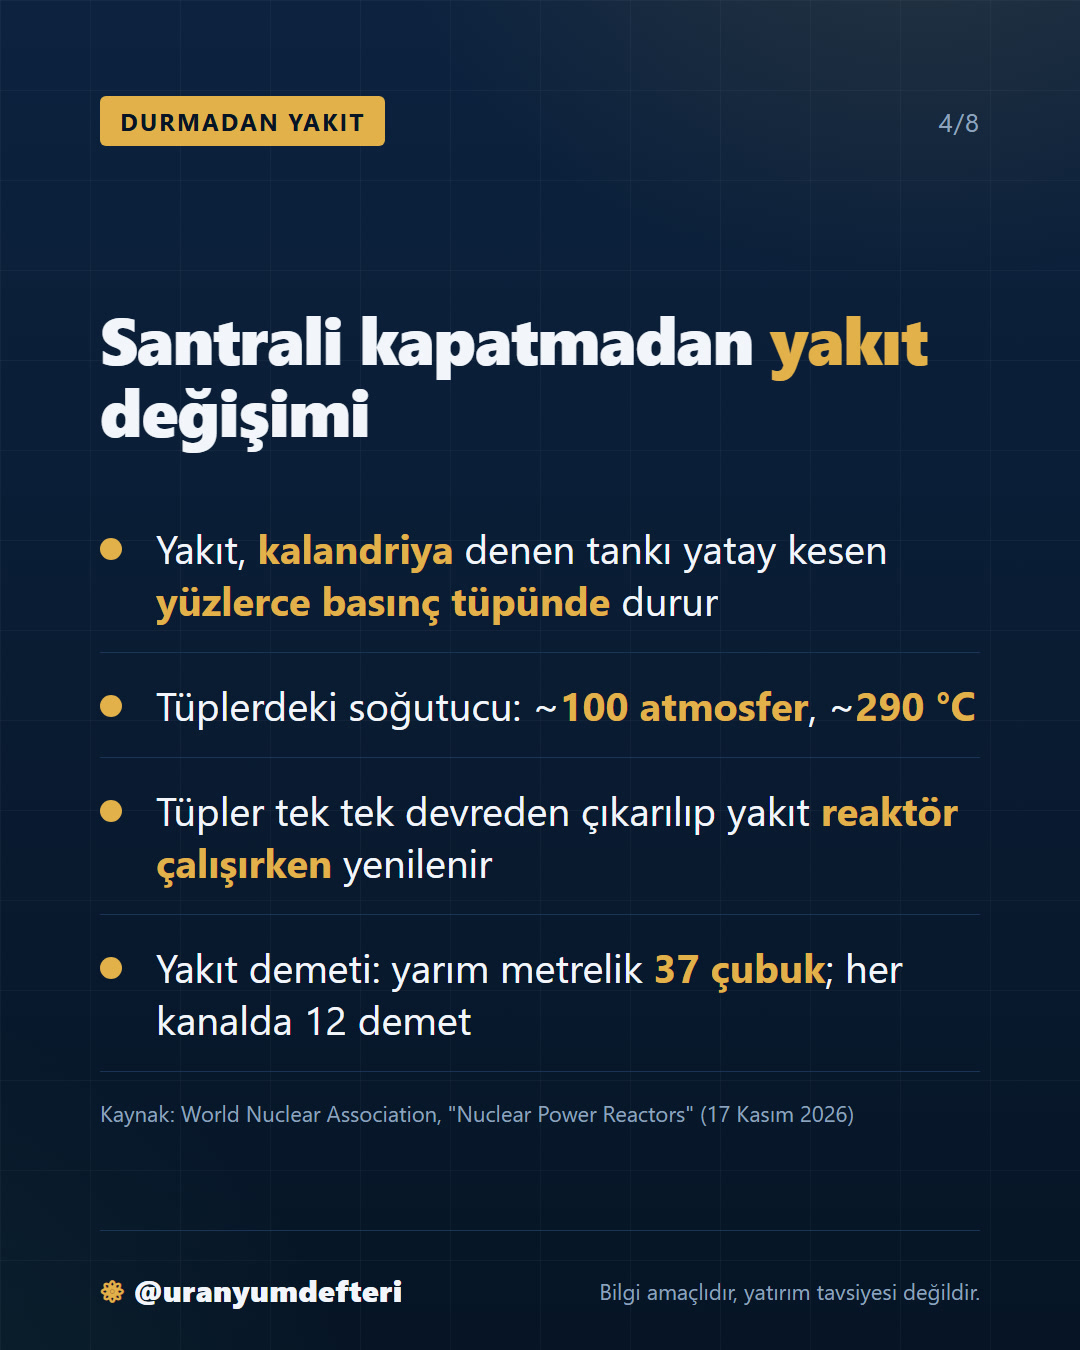 DURMADAN YAKIT
4/8
Santrali kapatmadan yakıt
değişimi
Yakıt, kalandriya denen tankı yatay kesen
yüzlerce basınç tüpünde durur
Tüplerdeki soğutucu: ~100 atmosfer, ~290 °C
Tüpler tek tek devreden çıkarılıp yakıt reaktör
çalışırken yenilenir
Yakıt demeti: yarım metrelik 37 çubuk; her
kanalda 12 demet
Kaynak: World Nuclear Association, "Nuclear Power Reactors" (17 Kasım 2026)
@uranyumdefteri
Bilgi amaçlıdır, yatırım tavsiyesi değildir.